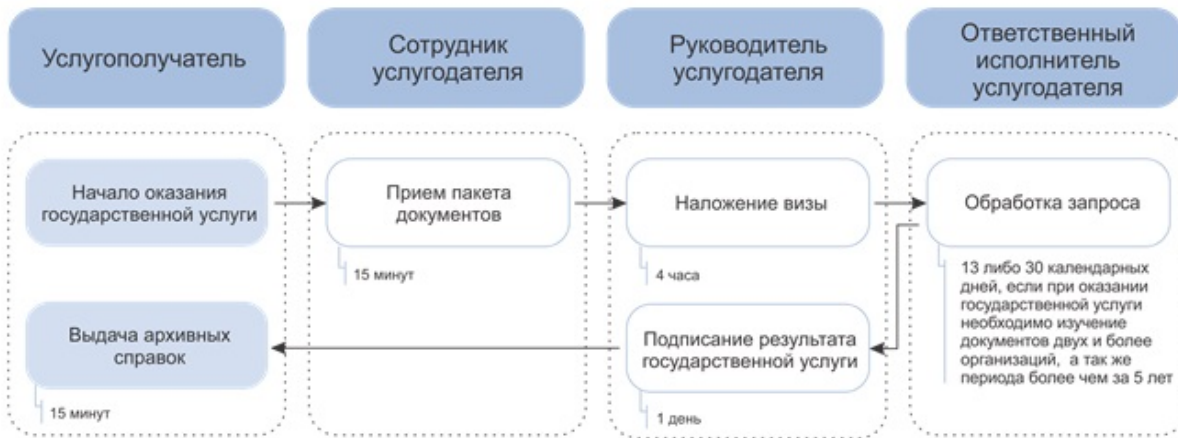 Услугополучатель
Сотрудник
услугодателя
Руководитель
услугодателя
Ответственный
исполнитель
услугодателя
Начало оказания
государственной услуги
Прием пакета
документов
15 минут
Наложение визы
4 часа
Обработка запроса
13 либо 30 календарных
дней, если при оказании
государственной услуги
необходимо изучение
документов двух и более
организаций, а так же
периода более чем за 5 лет
Подписание результата
государственной услуги
1 день
Выдача архивных
справок
15 минут